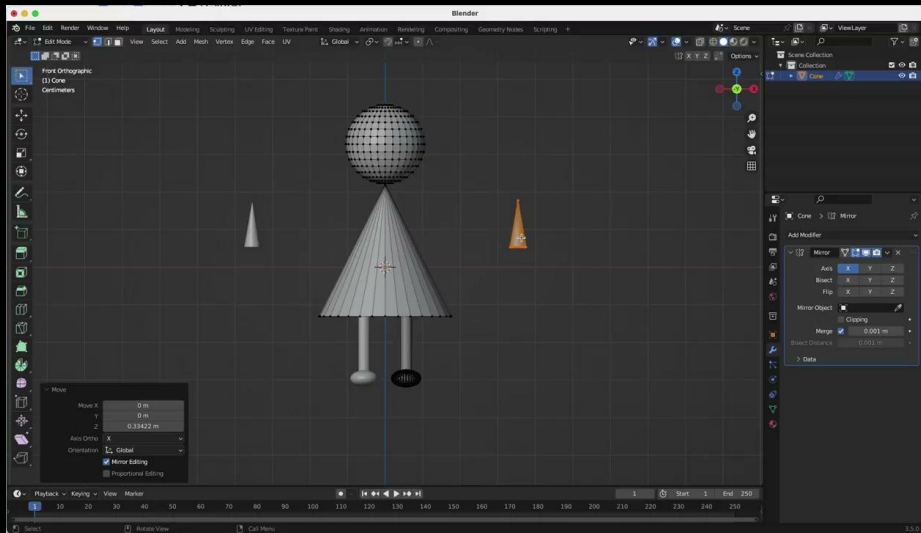 Blender
File Edit Render Window Help Layout Modeling Sculpting UV Editing Texture Paint Shading Animation Rendering Compositing Geometry Nodes Scripting + Scene ViewLayer
Edit Mode View Select Add Mesh Vertex Edge Face UV Global
X Y Z Options
Scene Collection
Collection
Cone
Front Orthographic
(1) Cone
Centimeters
Cone > Mirror
Add Modifier
Mirror
Axis X Y Z
Bisect X Y Z
Flip X Y Z
Mirror Object
Clipping
Merge 0.001 m
Bisect Distance 0.001 m
> Data
Move
Move X 0 m
Y 0 m
Z 0.33422 m
Axis Ortho X
Orientation Global
Mirror Editing
Proportional Editing
Playback Keying View Marker 1 Start 1 End 250
1 10 20 30 40 50 60 70 80 90 100 110 120 130 140 150 160 170 180 190 200 210 220 230 240 250
Select Rotate View Call Menu 3.5.0